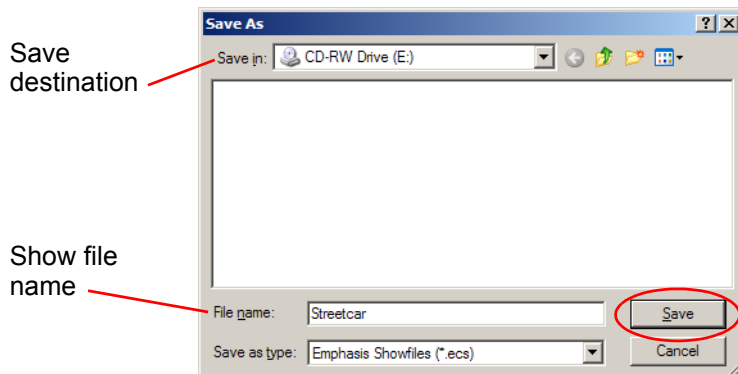 Save As
Save
destination
Save in: CD-RW Drive (E:)
Show file
name
File name: Streetcar Save
Save as type: Emphasis Showfiles (*.ecs) Cancel